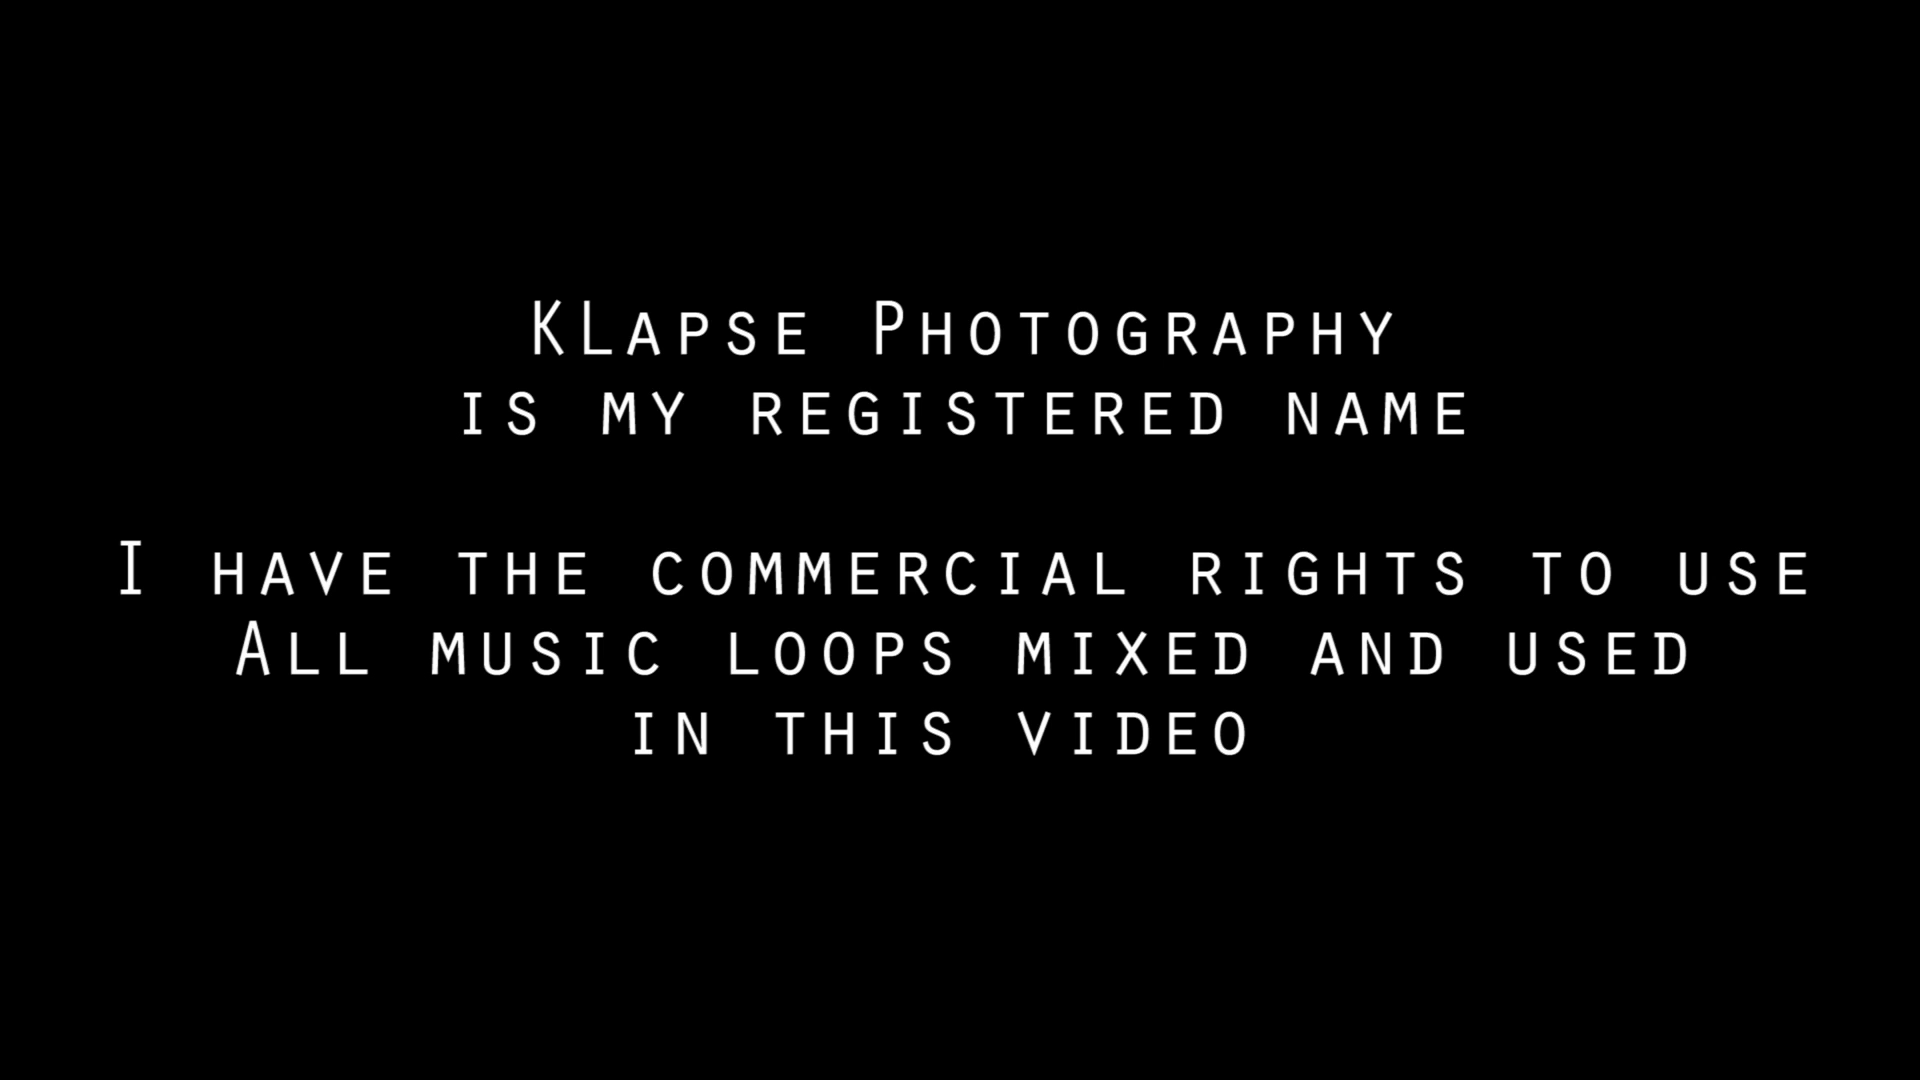 KLapse Photography
is my registered name
I have the commercial rights to use
All music loops mixed and used
in this video